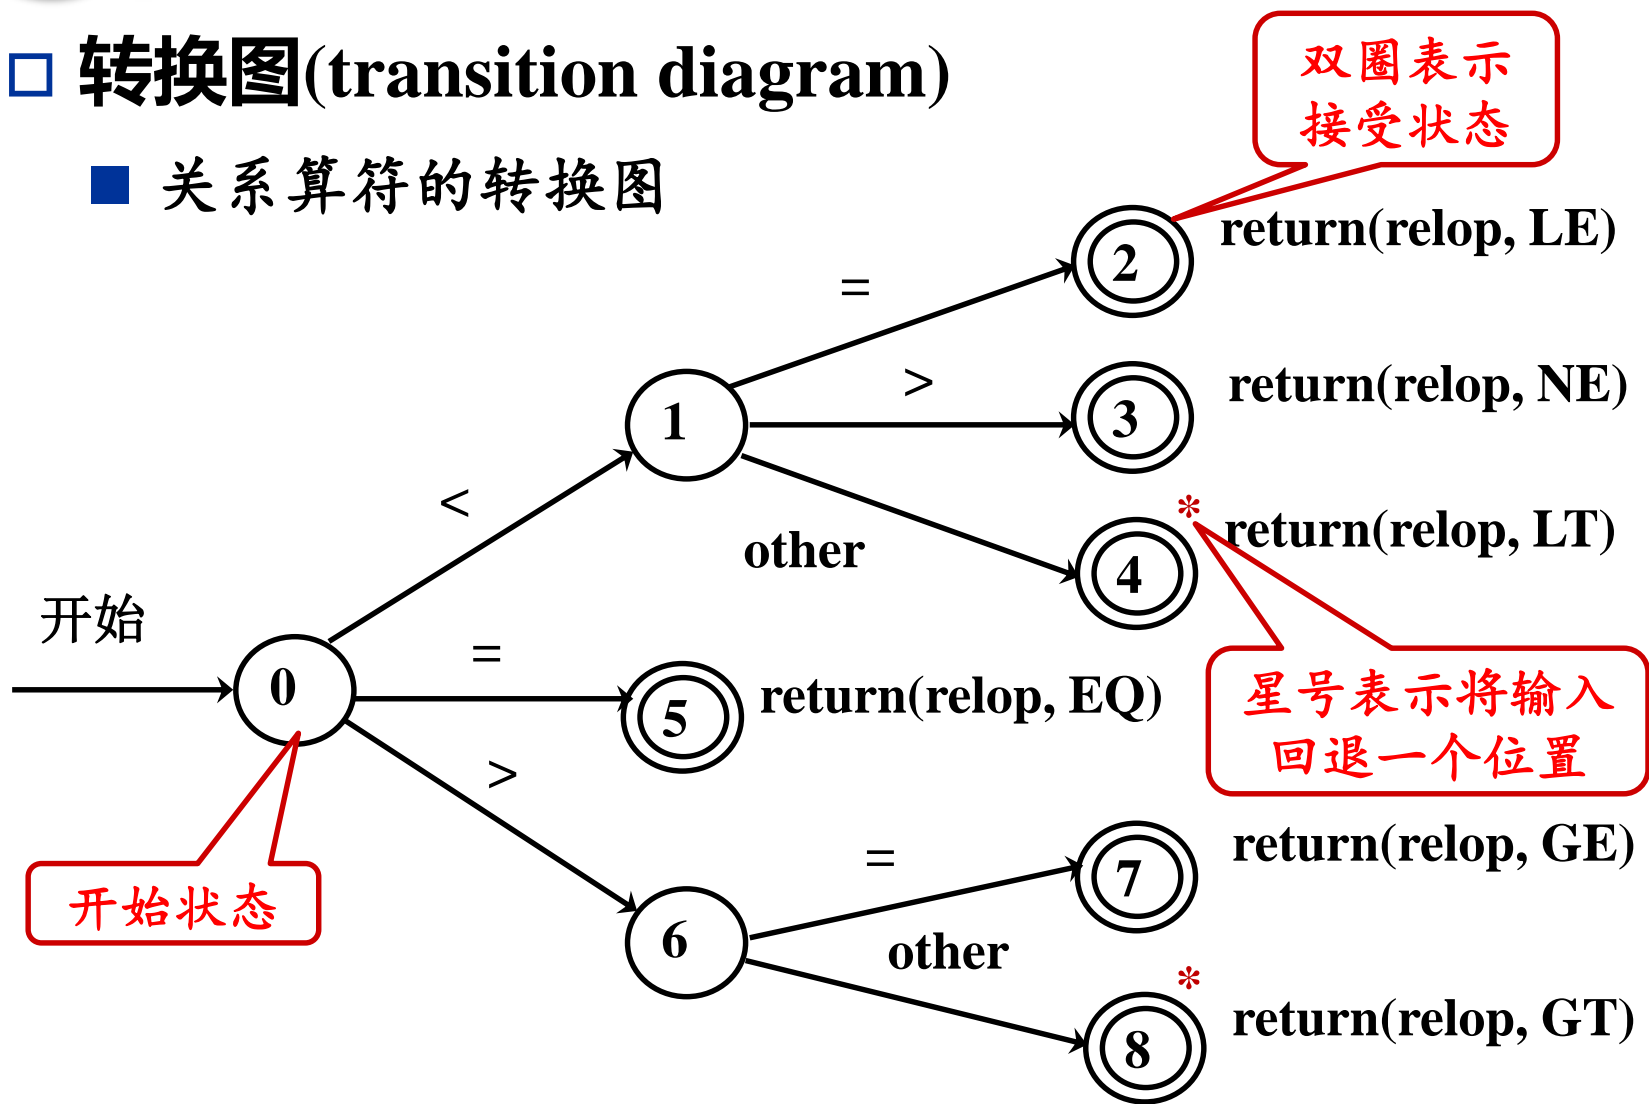 转换图(transition diagram)
双圈表示
接受状态
关系算符的转换图
2
return(relop, LE)
=
1
>
3
return(relop, NE)
<
other
*
4
return(relop, LT)
开始
0
=
5
return(relop, EQ)
星号表示将输入
回退一个位置
>
开始状态
6
=
7
return(relop, GE)
other
*
8
return(relop, GT)